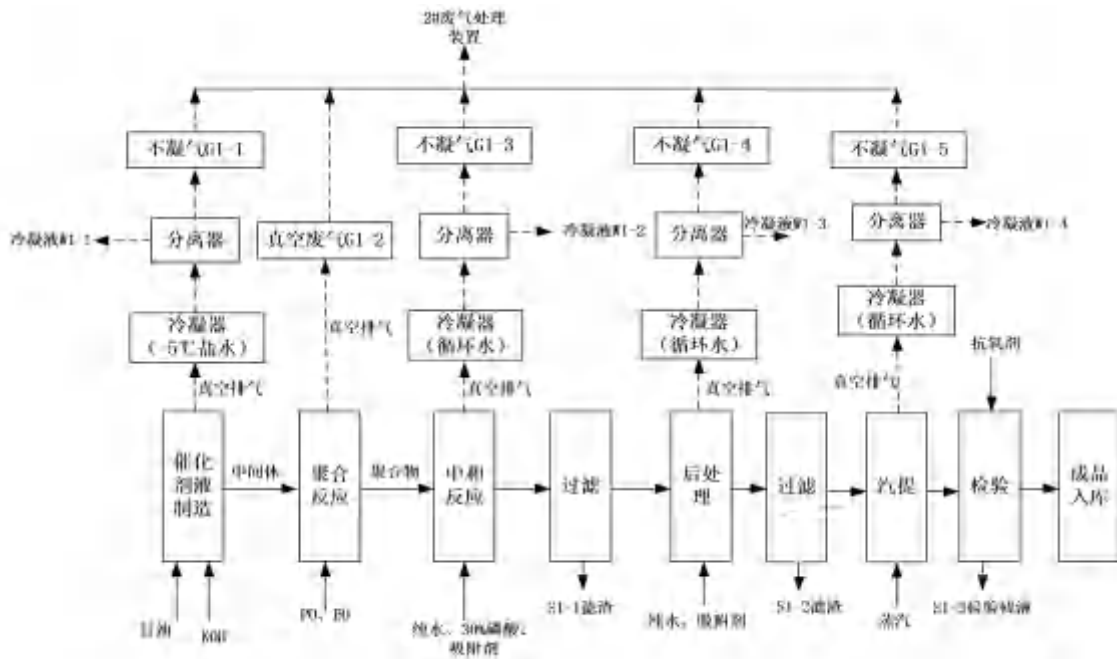 2#废气处理
装置
不凝气G1-1
不凝气G1-3
不凝气G1-4
不凝气G1-5
冷凝液W1-1
分离器
真空废气G1-2
分离器
冷凝液W1-2
分离器
冷凝液W1-3
分离器
冷凝液W1-4
冷凝器
(-5℃盐水)
真空排气
冷凝器
(循环水)
冷凝器
(循环水)
冷凝器
(循环水)
抗氧剂
真空排气
真空排气
真空排气
真空排气
催化
剂液
制造
中间体
聚合
反应
聚合物
中和
反应
过滤
后处
理
过滤
汽提
检验
成品
入库
甘油
KOH
PO、EO
纯水、30%磷酸、
吸附剂
S1-1滤渣
纯水、吸附剂
S1-2滤渣
蒸汽
S1-3检验残液